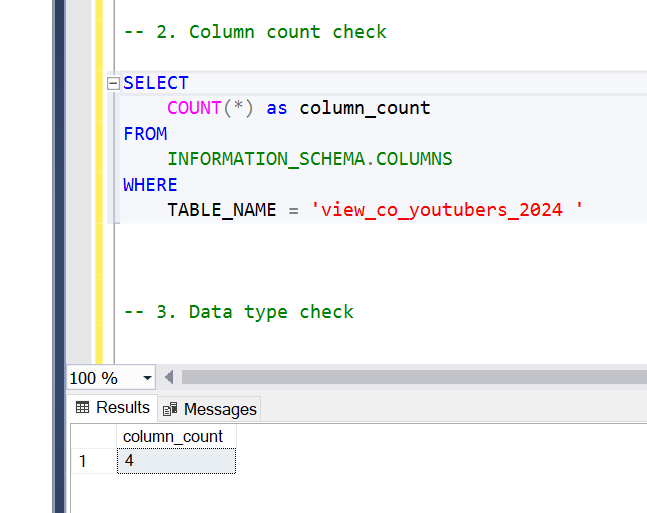 -- 2. Column count check
SELECT
COUNT(*) as column_count
FROM
INFORMATION_SCHEMA.COLUMNS
WHERE
TABLE_NAME = 'view_co_youtubers_2024 '
-- 3. Data type check
100 %
Results Messages
column_count
1 4